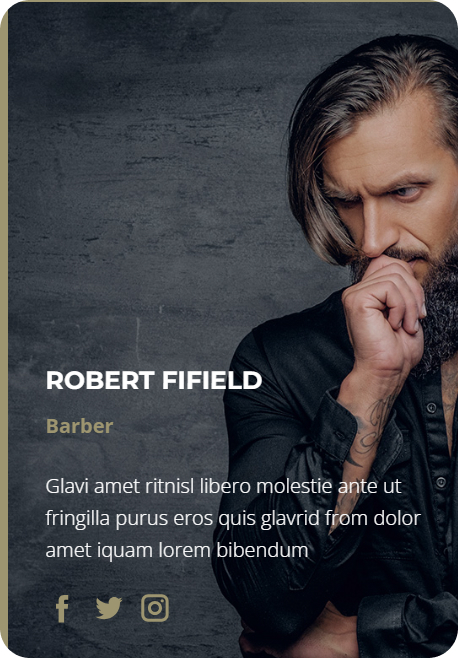 ROBERT FIFIELD
Barber
Glavi amet ritnisl libero molestie ante ut
fringilla purus eros quis glavrid from dolor
amet iquam lorem bibendum